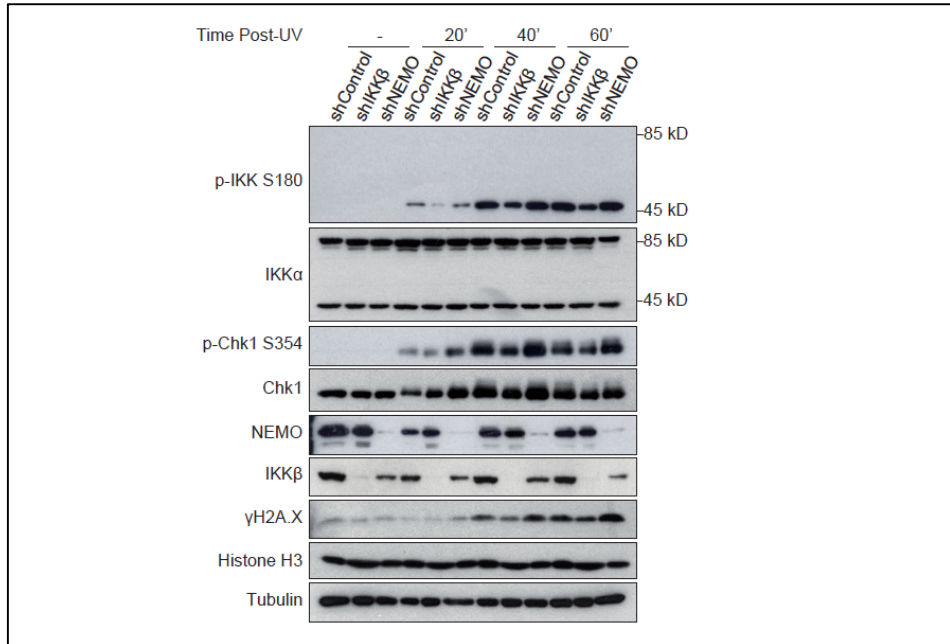 Time Post-UV - 20' 40' 60'
shControl shIKKβ shNEMO shControl shIKKβ shNEMO shControl shIKKβ shNEMO shControl shIKKβ shNEMO
-85 kD
p-IKK S180
-45 kD
-85 kD
IKKα
-45 kD
p-Chk1 S354
Chk1
NEMO
IKKβ
γH2A.X
Histone H3
Tubulin